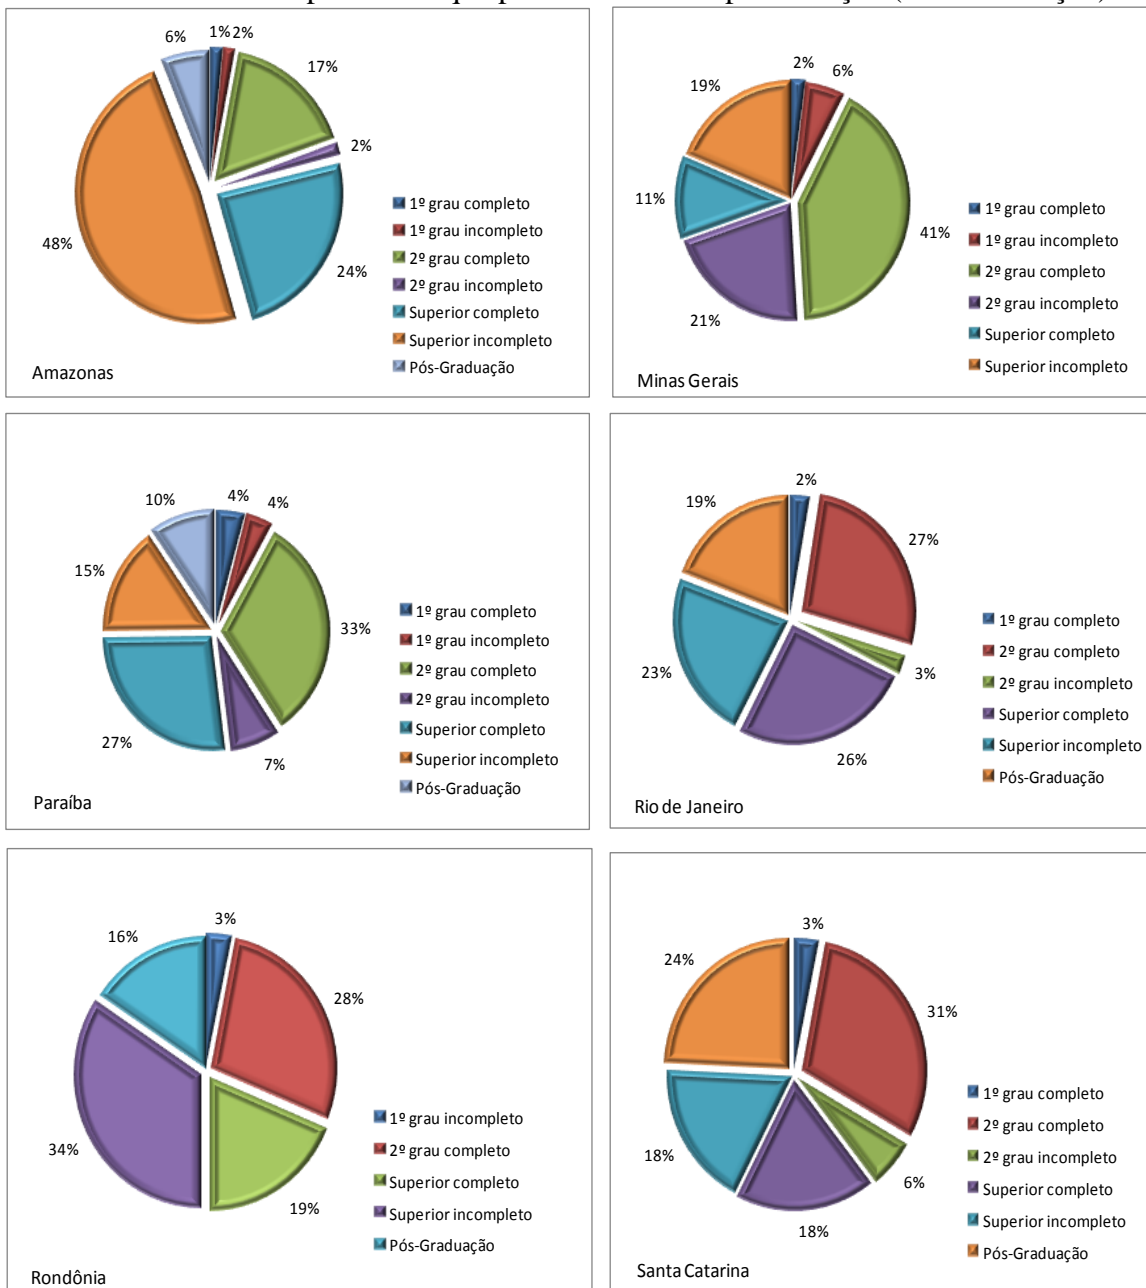 6%
1%
2%
17%
2%
24%
48%
1º grau completo
1º grau incompleto
2º grau completo
2º grau incompleto
Superior completo
Superior incompleto
Pós-Graduação
Amazonas
2%
6%
41%
21%
11%
19%
1º grau completo
1º grau incompleto
2º grau completo
2º grau incompleto
Superior completo
Superior incompleto
Minas Gerais
10%
4%
4%
33%
7%
27%
15%
1º grau completo
1º grau incompleto
2º grau completo
2º grau incompleto
Superior completo
Superior incompleto
Pós-Graduação
Paraíba
2%
27%
3%
26%
23%
19%
1º grau completo
2º grau completo
2º grau incompleto
Superior completo
Superior incompleto
Pós-Graduação
Rio de Janeiro
3%
28%
19%
34%
16%
1º grau incompleto
2º grau completo
Superior completo
Superior incompleto
Pós-Graduação
Rondônia
3%
31%
6%
18%
18%
24%
1º grau completo
2º grau completo
2º grau incompleto
Superior completo
Superior incompleto
Pós-Graduação
Santa Catarina